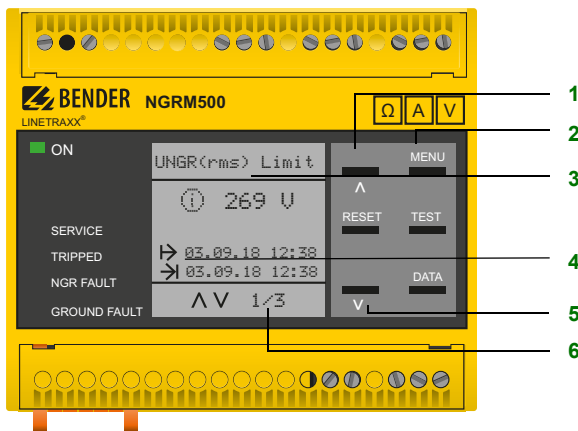 BENDER NGRM500
LINETRAXX®
Ω A V
ON
UNGR(rms) Limit
269 V
SERVICE
TRIPPED
NGR FAULT
GROUND FAULT
03.09.18 12:38
03.09.18 12:38
1/3
MENU
Λ
RESET TEST
DATA
V
1
2
3
4
5
6